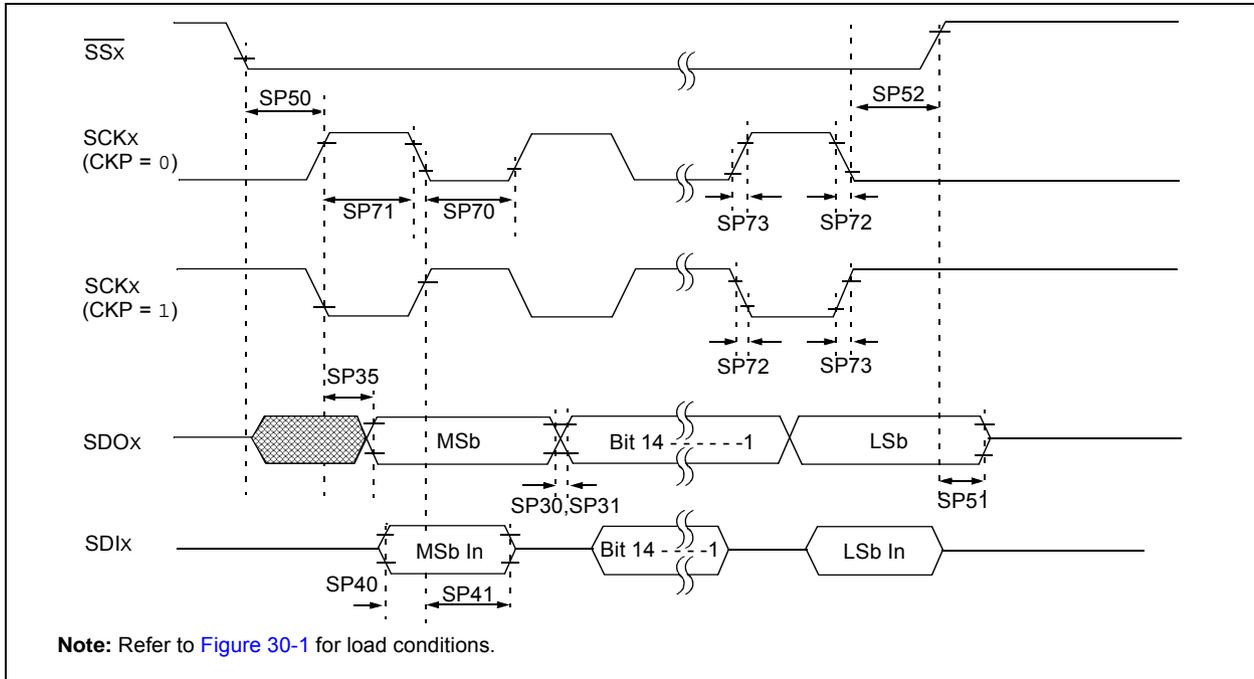 SSx
SP50
SP52
SCKx
(CKP = 0)
SP71
SP70
SP73
SP72
SCKx
(CKP = 1)
SP72
SP73
SP35
SDOx
MSb
Bit 14 - - - - - -1
LSb
SP30,SP31
SP51
SDIx
MSb In
Bit 14 - - - -1
LSb In
SP40
SP41
Note: Refer to Figure 30-1 for load conditions.